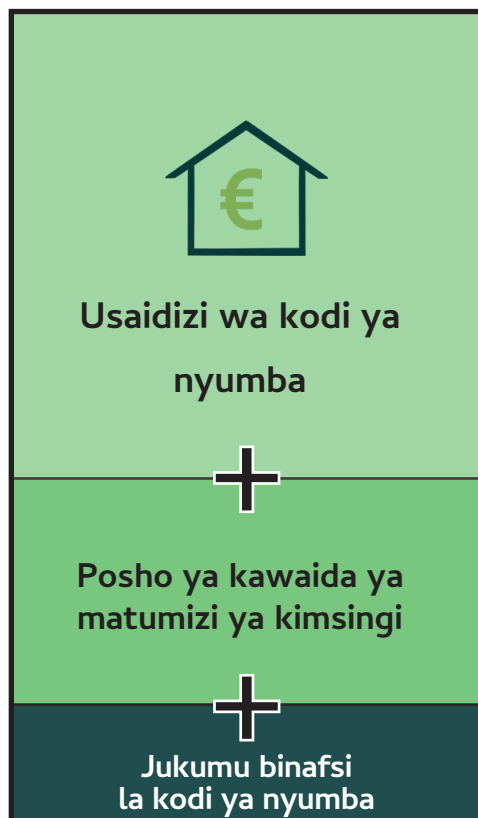 €
Usaidizi wa kodi ya
nyumba
+
Posho ya kawaida ya
matumizi ya kimsingi
+
Jukumu binafsi
la kodi ya nyumba